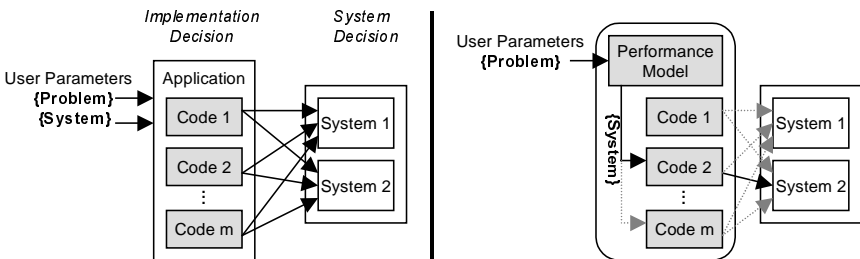 Implementation
Decision
System
Decision
User Parameters
{Problem}
{System}
Application
Code 1
Code 2
⋮
Code m
System 1
System 2
User Parameters
{Problem}
Performance
Model
{System}
Code 1
Code 2
⋮
Code m
System 1
System 2